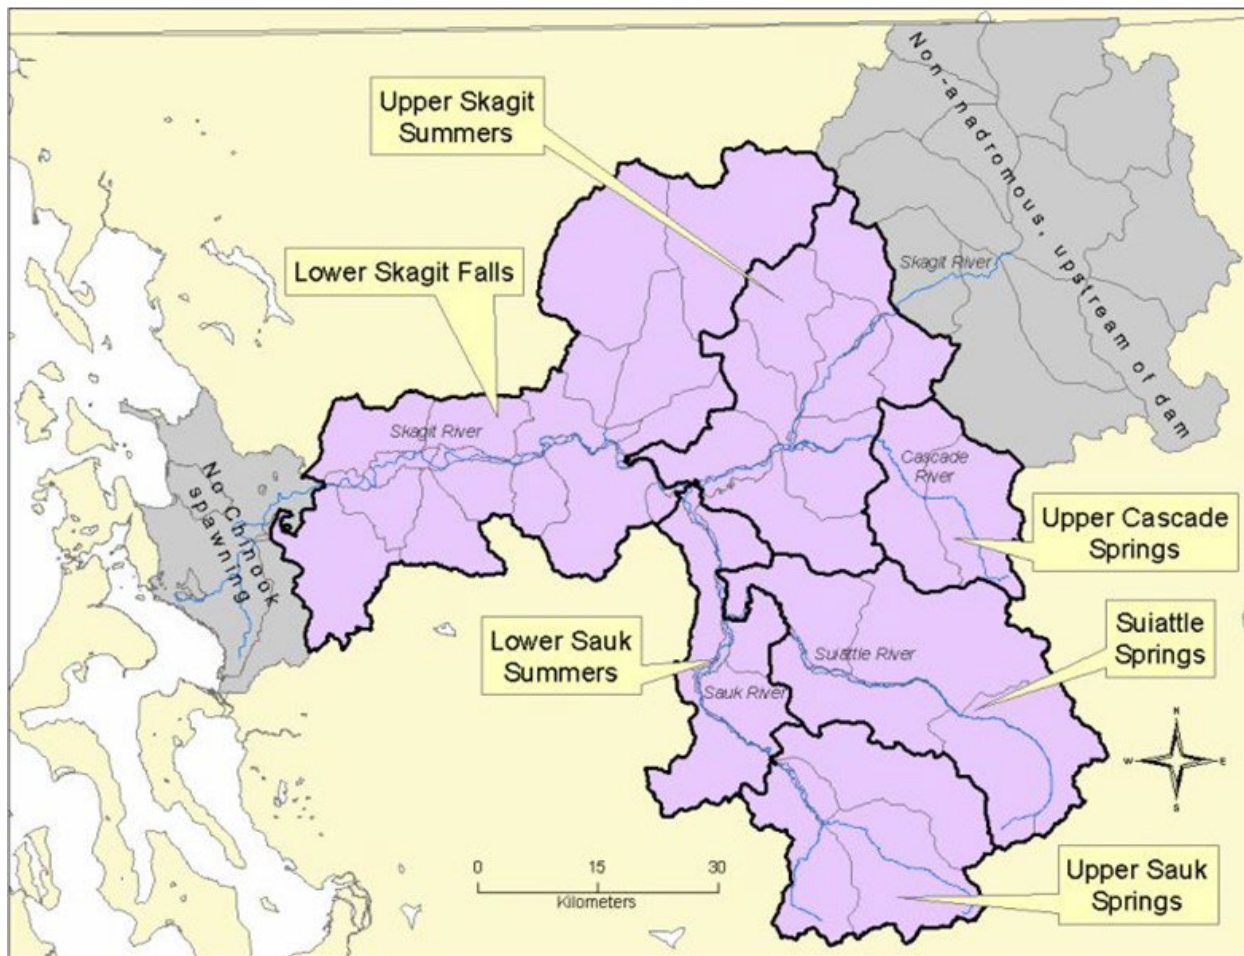 Non-anadromous, upstream of dam
Upper Skagit
Summers
Lower Skagit Falls
Skagit River
Skagit River
Cascade
River
No Chinook
spawning
Upper Cascade
Springs
Lower Sauk
Summers
Suiattle River
Suiattle
Springs
Sauk River
N
W
E
S
0
15
30
Kilometers
Upper Sauk
Springs